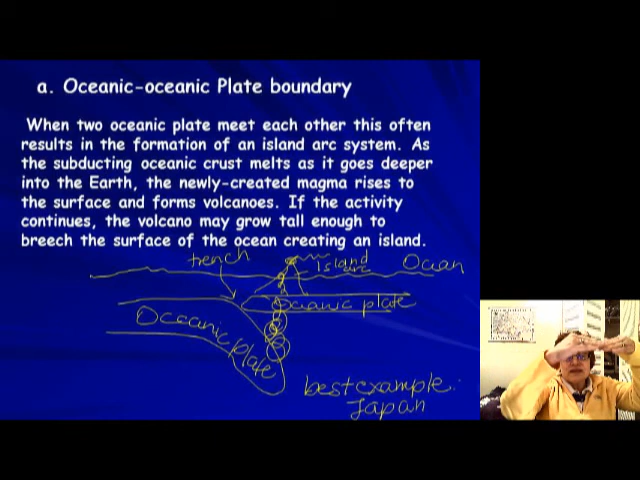 a. Oceanic-oceanic Plate boundary
When two oceanic plate meet each other this often
results in the formation of an island arc system. As
the subducting oceanic crust melts as it goes deeper
into the Earth, the newly-created magma rises to
the surface and forms volcanoes. If the activity
continues, the volcano may grow tall enough to
breech the surface of the ocean creating an island.
trench
island
arc
Ocean
Oceanic plate
Oceanic plate
best example:
Japan